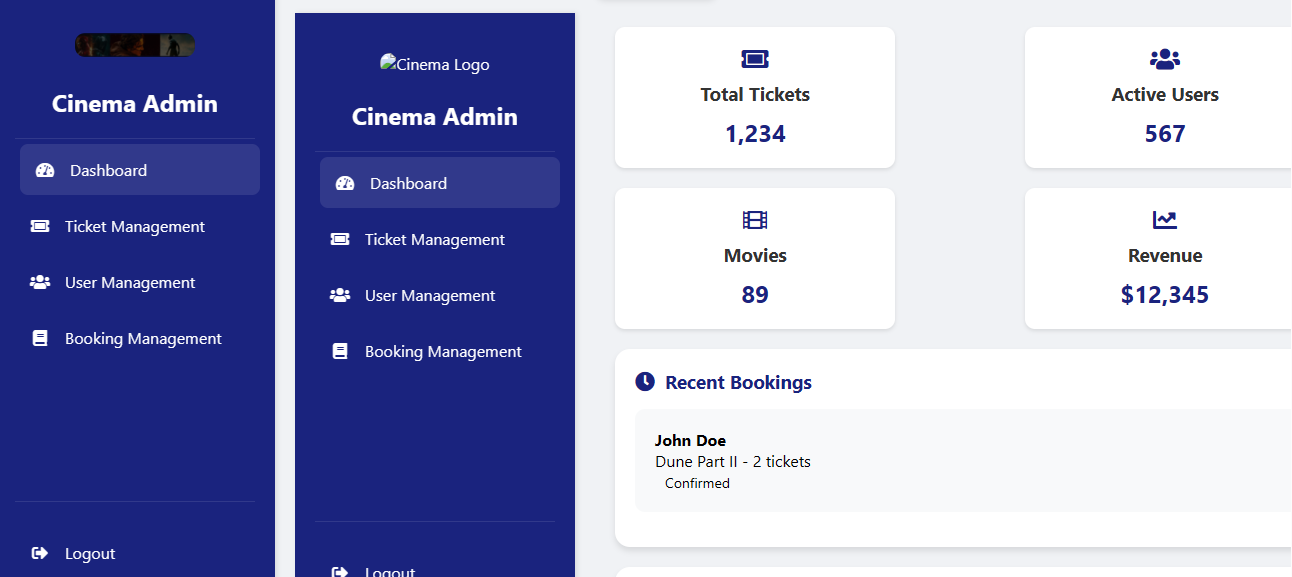 Cinema Admin
Dashboard
Ticket Management
User Management
Booking Management
Logout
Cinema Logo
Cinema Admin
Dashboard
Ticket Management
User Management
Booking Management
Logout
Total Tickets
1,234
Active Users
567
Movies
89
Revenue
$12,345
Recent Bookings
John Doe
Dune Part II - 2 tickets
Confirmed